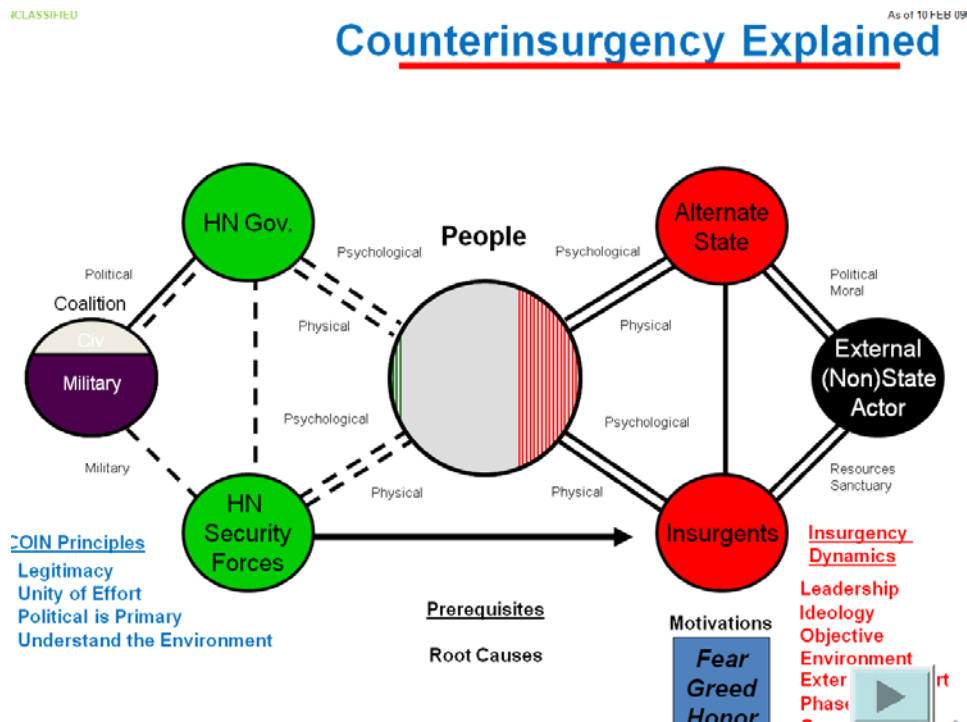 NCLASSIFIED
As of 10 FEB 09
Counterinsurgency Explained
HN Gov.
Political
Coalition
Civ
Military
Military
Psychological
Physical
People
Psychological
Physical
Alternate
State
Political
Moral
External
(Non)State
Actor
Psychological
Physical
Psychological
Physical
Resources
Sanctuary
HN
Security
Forces
Insurgents
COIN Principles
Legitimacy
Unity of Effort
Political is Primary
Understand the Environment
Prerequisites
Root Causes
Motivations
Fear
Greed
Honor
Insurgency
Dynamics
Leadership
Ideology
Objective
Environment